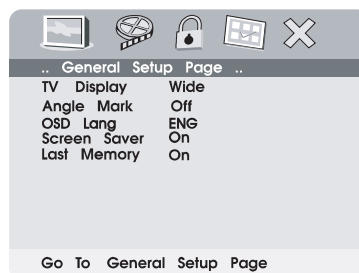 .. General Setup Page ..
TV Display Wide
Angle Mark Off
OSD Lang ENG
Screen Saver On
Last Memory On
Go To General Setup Page